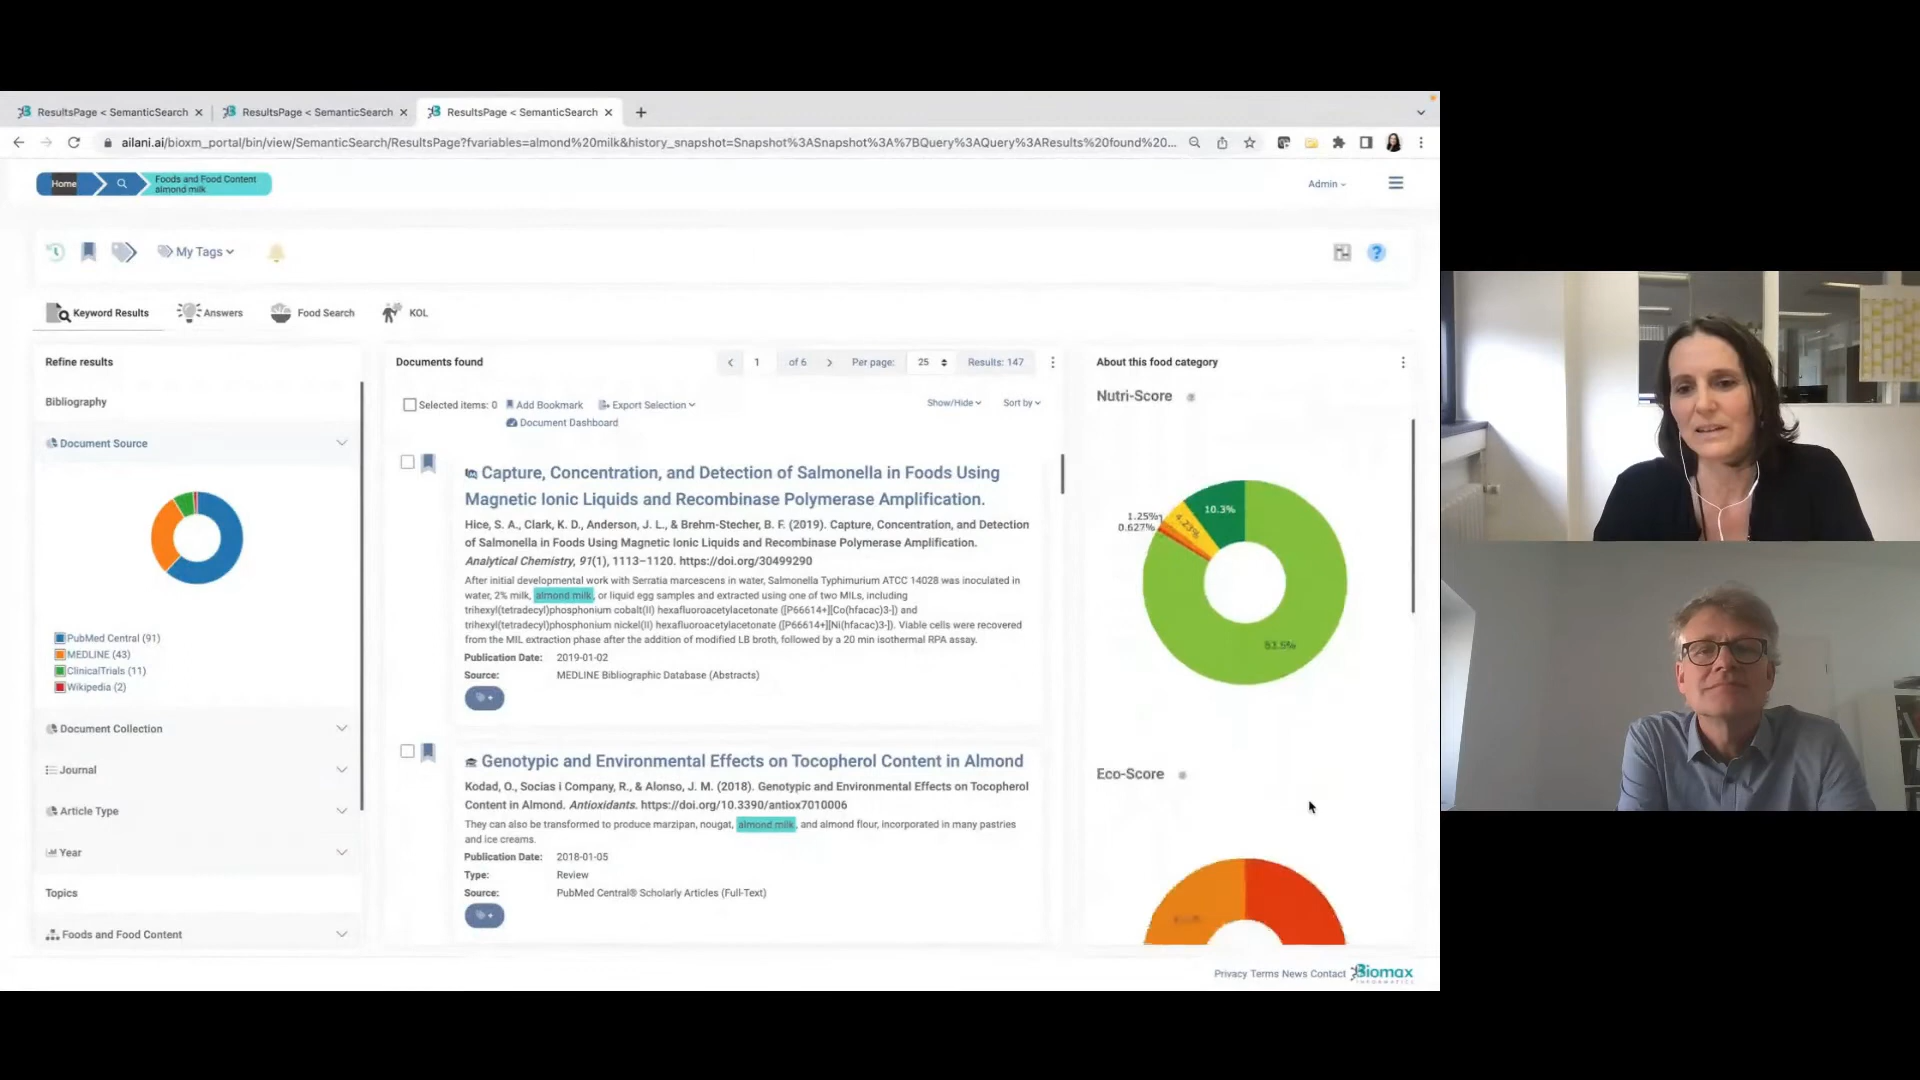 ResultsPage < SemanticSearch
ResultsPage < SemanticSearch
ResultsPage < SemanticSearch
ailani.ai/bioxm_portal/bin/view/SemanticSearch/ResultsPage?fvariables=almond%20milk&history_snapshot=Snapshot%3ASnapshot%3A%7BQuery%3AQuery%3AResults%20found%20...
Home
Foods and Food Content
almond milk
Admin
My Tags
Keyword Results
Answers
Food Search
KOL
Refine results
Bibliography
Document Source
PubMed Central (91)
MEDLINE (43)
ClinicalTrials (11)
Wikipedia (2)
Document Collection
Journal
Article Type
Year
Topics
Foods and Food Content
Documents found
1 of 6 Per page: 25 Results: 147
Selected items: 0 Add Bookmark Export Selection
Document Dashboard
Show/Hide Sort by
Capture, Concentration, and Detection of Salmonella in Foods Using
Magnetic Ionic Liquids and Recombinase Polymerase Amplification.
Hice, S. A., Clark, K. D., Anderson, J. L., & Brehm-Stecher, B. F. (2019). Capture, Concentration, and Detection
of Salmonella in Foods Using Magnetic Ionic Liquids and Recombinase Polymerase Amplification.
Analytical Chemistry, 91(1), 1113–1120. https://doi.org/30499290
After initial developmental work with Serratia marcescens in water, Salmonella Typhimurium ATCC 14028 was inoculated in
water, 2% milk, almond milk, or liquid egg samples and extracted using one of two MILs, including
trihexyl(tetradecyl)phosphonium cobalt(II) hexafluoroacetylacetonate ([P66614+][Co(hfacac)3-]) and
trihexyl(tetradecyl)phosphonium nickel(II) hexafluoroacetylacetonate ([P66614+][Ni(hfacac)3-]). Viable cells were recovered
from the MIL extraction phase after the addition of modified LB broth, followed by a 20 min isothermal RPA assay.
Publication Date: 2019-01-02
Source: MEDLINE Bibliographic Database (Abstracts)
Genotypic and Environmental Effects on Tocopherol Content in Almond
Kodad, O., Socias i Company, R., & Alonso, J. M. (2018). Genotypic and Environmental Effects on Tocopherol
Content in Almond. Antioxidants. https://doi.org/10.3390/antiox7010006
They can also be transformed to produce marzipan, nougat, almond milk, and almond flour, incorporated in many pastries
and ice creams.
Publication Date: 2018-01-05
Type: Review
Source: PubMed Central® Scholarly Articles (Full-Text)
About this food category
Nutri-Score
1.25%
0.627%
4.23%
10.3%
Eco-Score
Privacy Terms News Contact Biomax
INFORMATICS